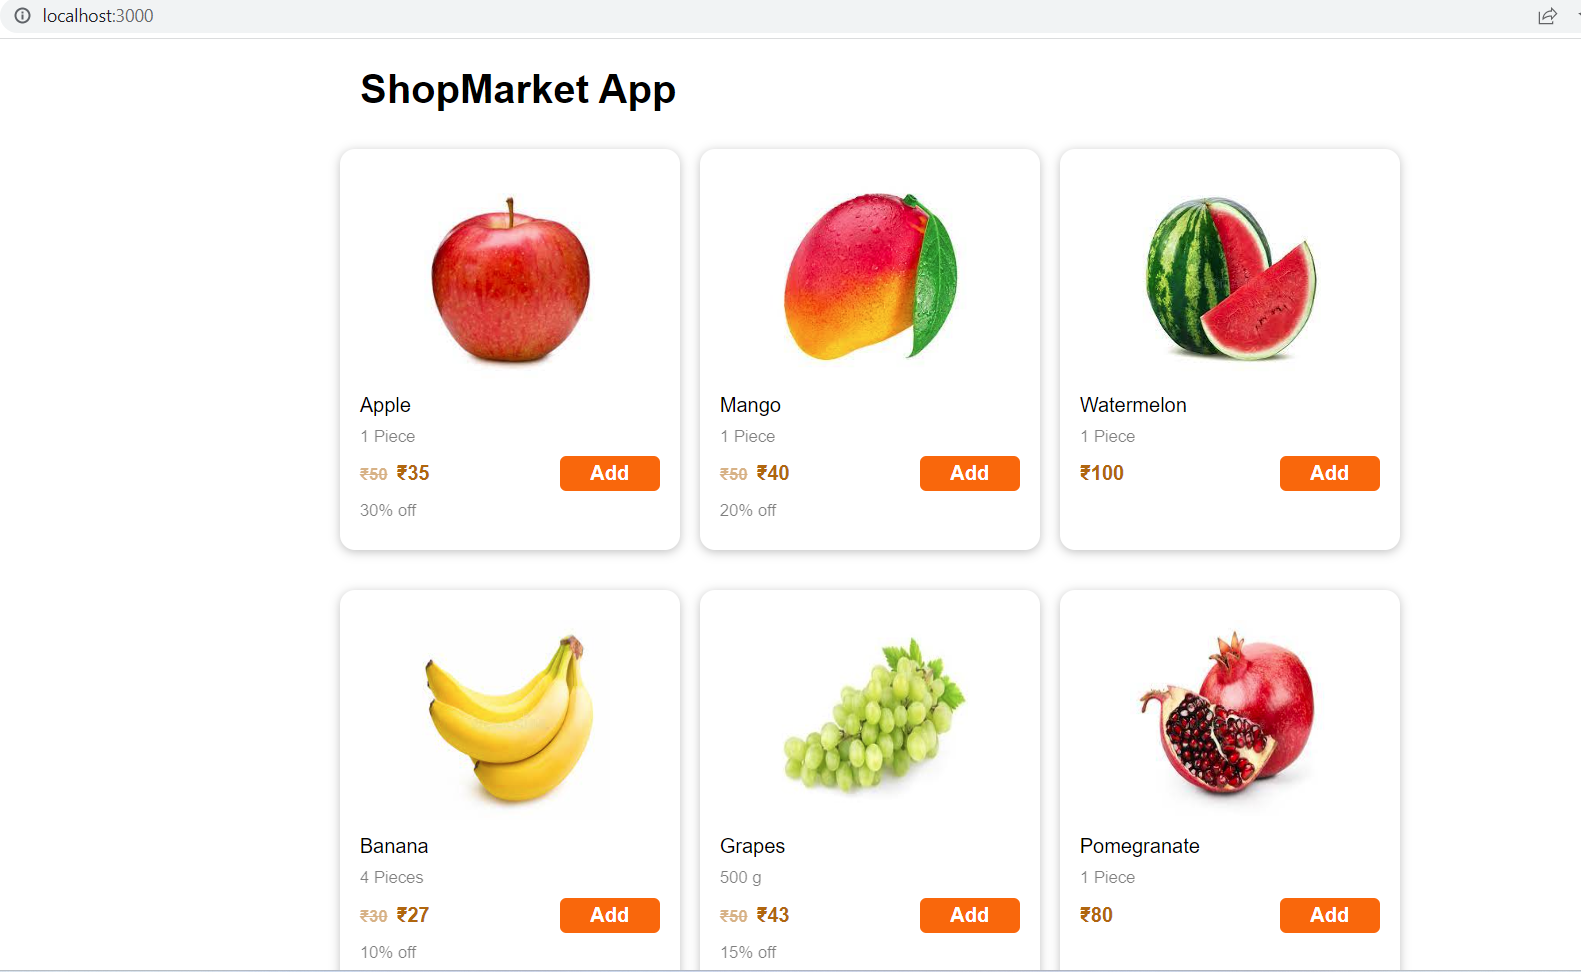 localhost:3000
ShopMarket App
Apple
1 Piece
₹50 ₹35
Add
30% off
Mango
1 Piece
₹50 ₹40
Add
20% off
Watermelon
1 Piece
₹100
Add
Banana
4 Pieces
₹30 ₹27
Add
10% off
Grapes
500 g
₹50 ₹43
Add
15% off
Pomegranate
1 Piece
₹80
Add